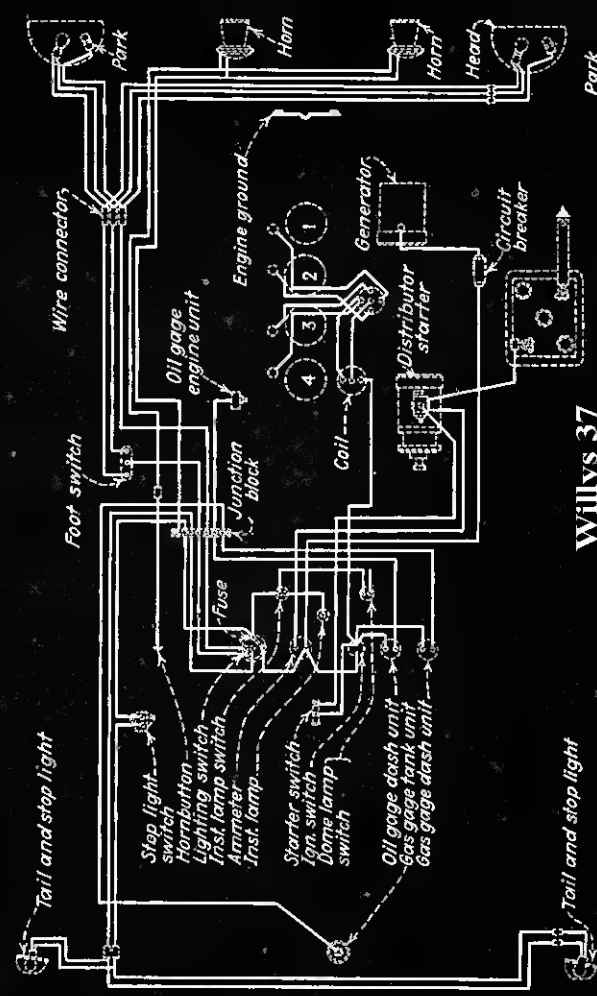 Park
Horn
Horn
Head
Park
Wire connector
Engine ground
Generator
Circuit
breaker
Oil gage
engine unit
1
2
3
4
Distributor
starter
Coil
Foot switch
Junction
block
Fuse
Stop light
switch
Hornbutton
Lighting switch
Inst. lamp switch
Ammeter
Inst. lamp
Starter switch
Ign. switch
Dome lamp
switch
Oil gage dash unit
Gas gage tank unit
Gas gage dash unit
Tail and stop light
Tail and stop light
Willys 37